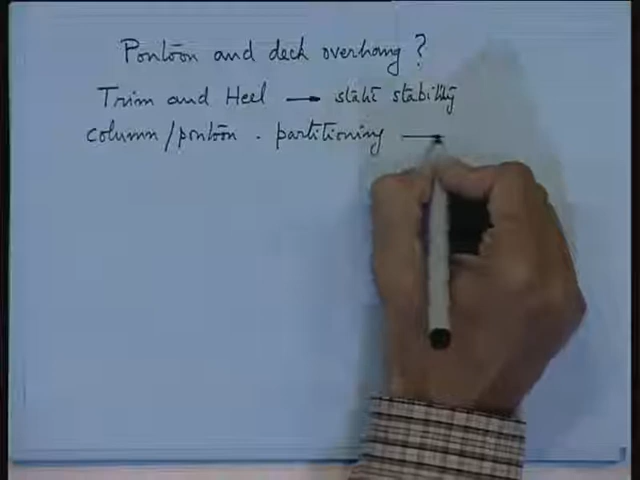 Pontoon and deck overhang ?
Trim and Heel → static stability
column/pontoon . partitioning →